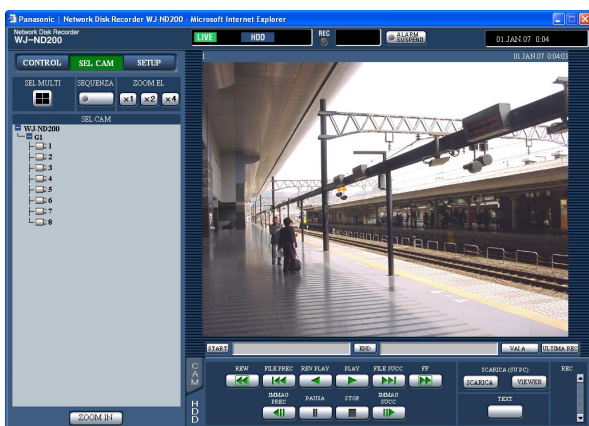 Panasonic | Network Disk Recorder WJ-ND200 - Microsoft Internet Explorer
Network Disk Recorder
WJ-ND200
LIVE HDD REC ALARM SUSPEND 01.JAN.07 0:04
CONTROL SEL CAM SETUP
1 01.JAN.07 0:04:03
SEL MULTI SEQUENZA ZOOM EL
x1 x2 x4
SEL CAM
WJ-ND200
G1
1
2
3
4
5
6
7
8
START END VAI A ULTIMA REC
CAM
REW FILE PREC REV PLAY PLAY FILE SUCC FF
SCARICA (SU PC) REC
SCARICA VIEWER
HDD
IMMAG PREC PAUSA STOP IMMAG SUCC
TEXT
ZOOM IN